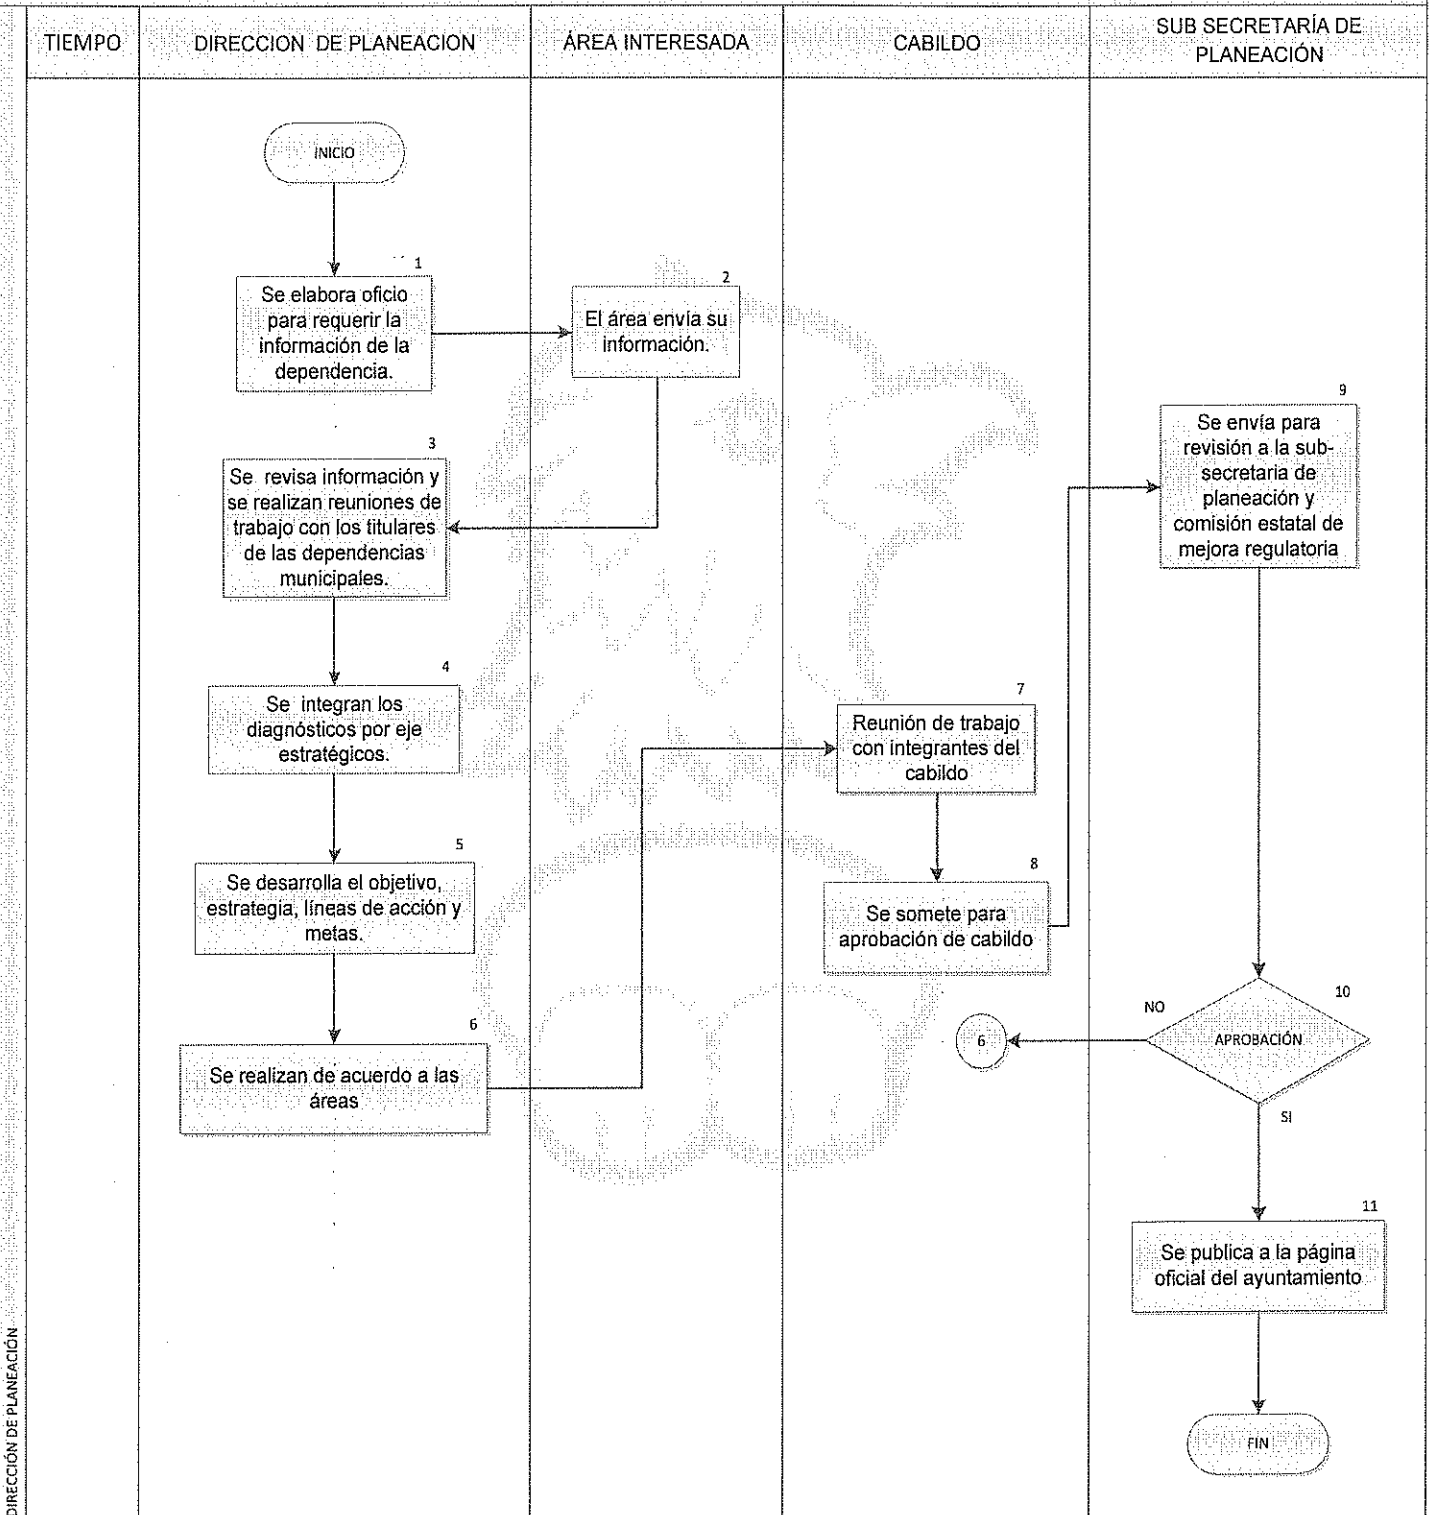 TIEMPO
DIRECCION DE PLANEACION
ÁREA INTERESADA
CABILDO
SUB SECRETARÍA DE
PLANEACIÓN
INICIO
1
Se elabora oficio
para requerir la
información de la
dependencia.
2
El área envía su
información.
3
Se revisa información y
se realizan reuniones de
trabajo con los titulares
de las dependencias
municipales.
4
Se integran los
diagnósticos por eje
estratégicos.
5
Se desarrolla el objetivo,
estrategia, líneas de acción y
metas.
6
Se realizan de acuerdo a las
áreas
7
Reunión de trabajo
con integrantes del
cabildo
8
Se somete para
aprobación de cabildo
9
Se envía para
revisión a la sub-
secretaria de
planeación y
comisión estatal de
mejora regulatoria
10
APROBACIÓN
NO
6
SI
11
Se publica a la página
oficial del ayuntamiento
FIN
DIRECCIÓN DE PLANEACIÓN